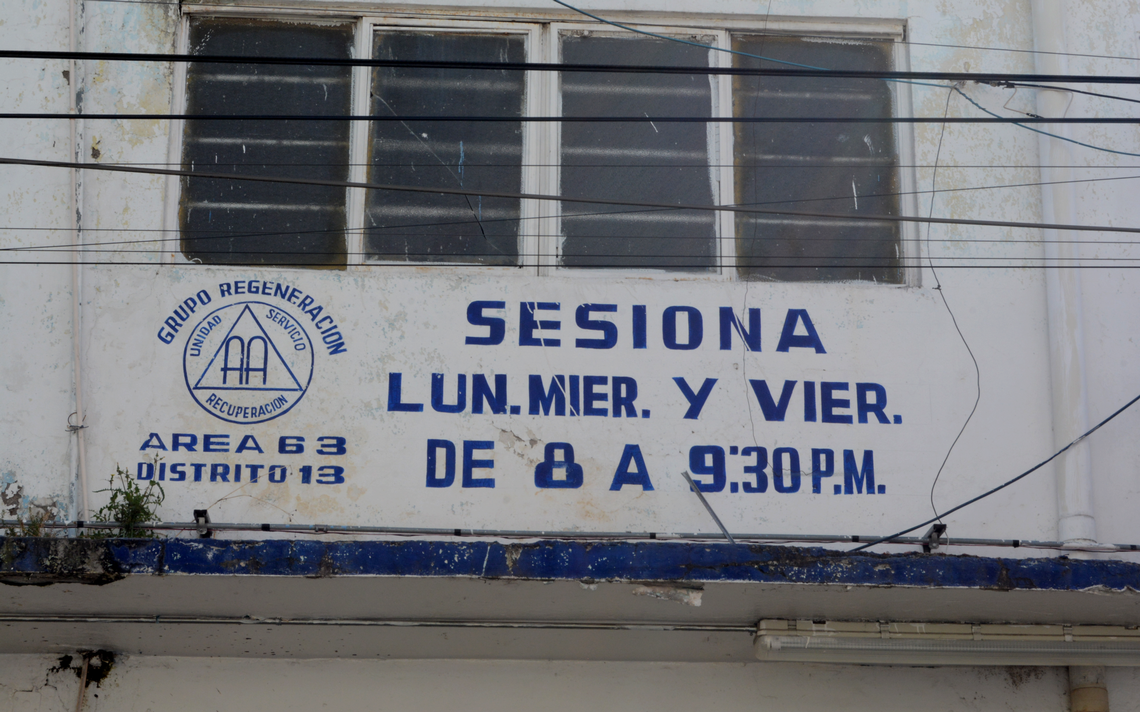 GRUPO REGENERACION
UNIDAD SERVICIO
AA
RECUPERACION
AREA 63
DISTRITO 13
SESIONA
LUN. MIER. Y VIER.
DE 8 A 9:30 P.M.